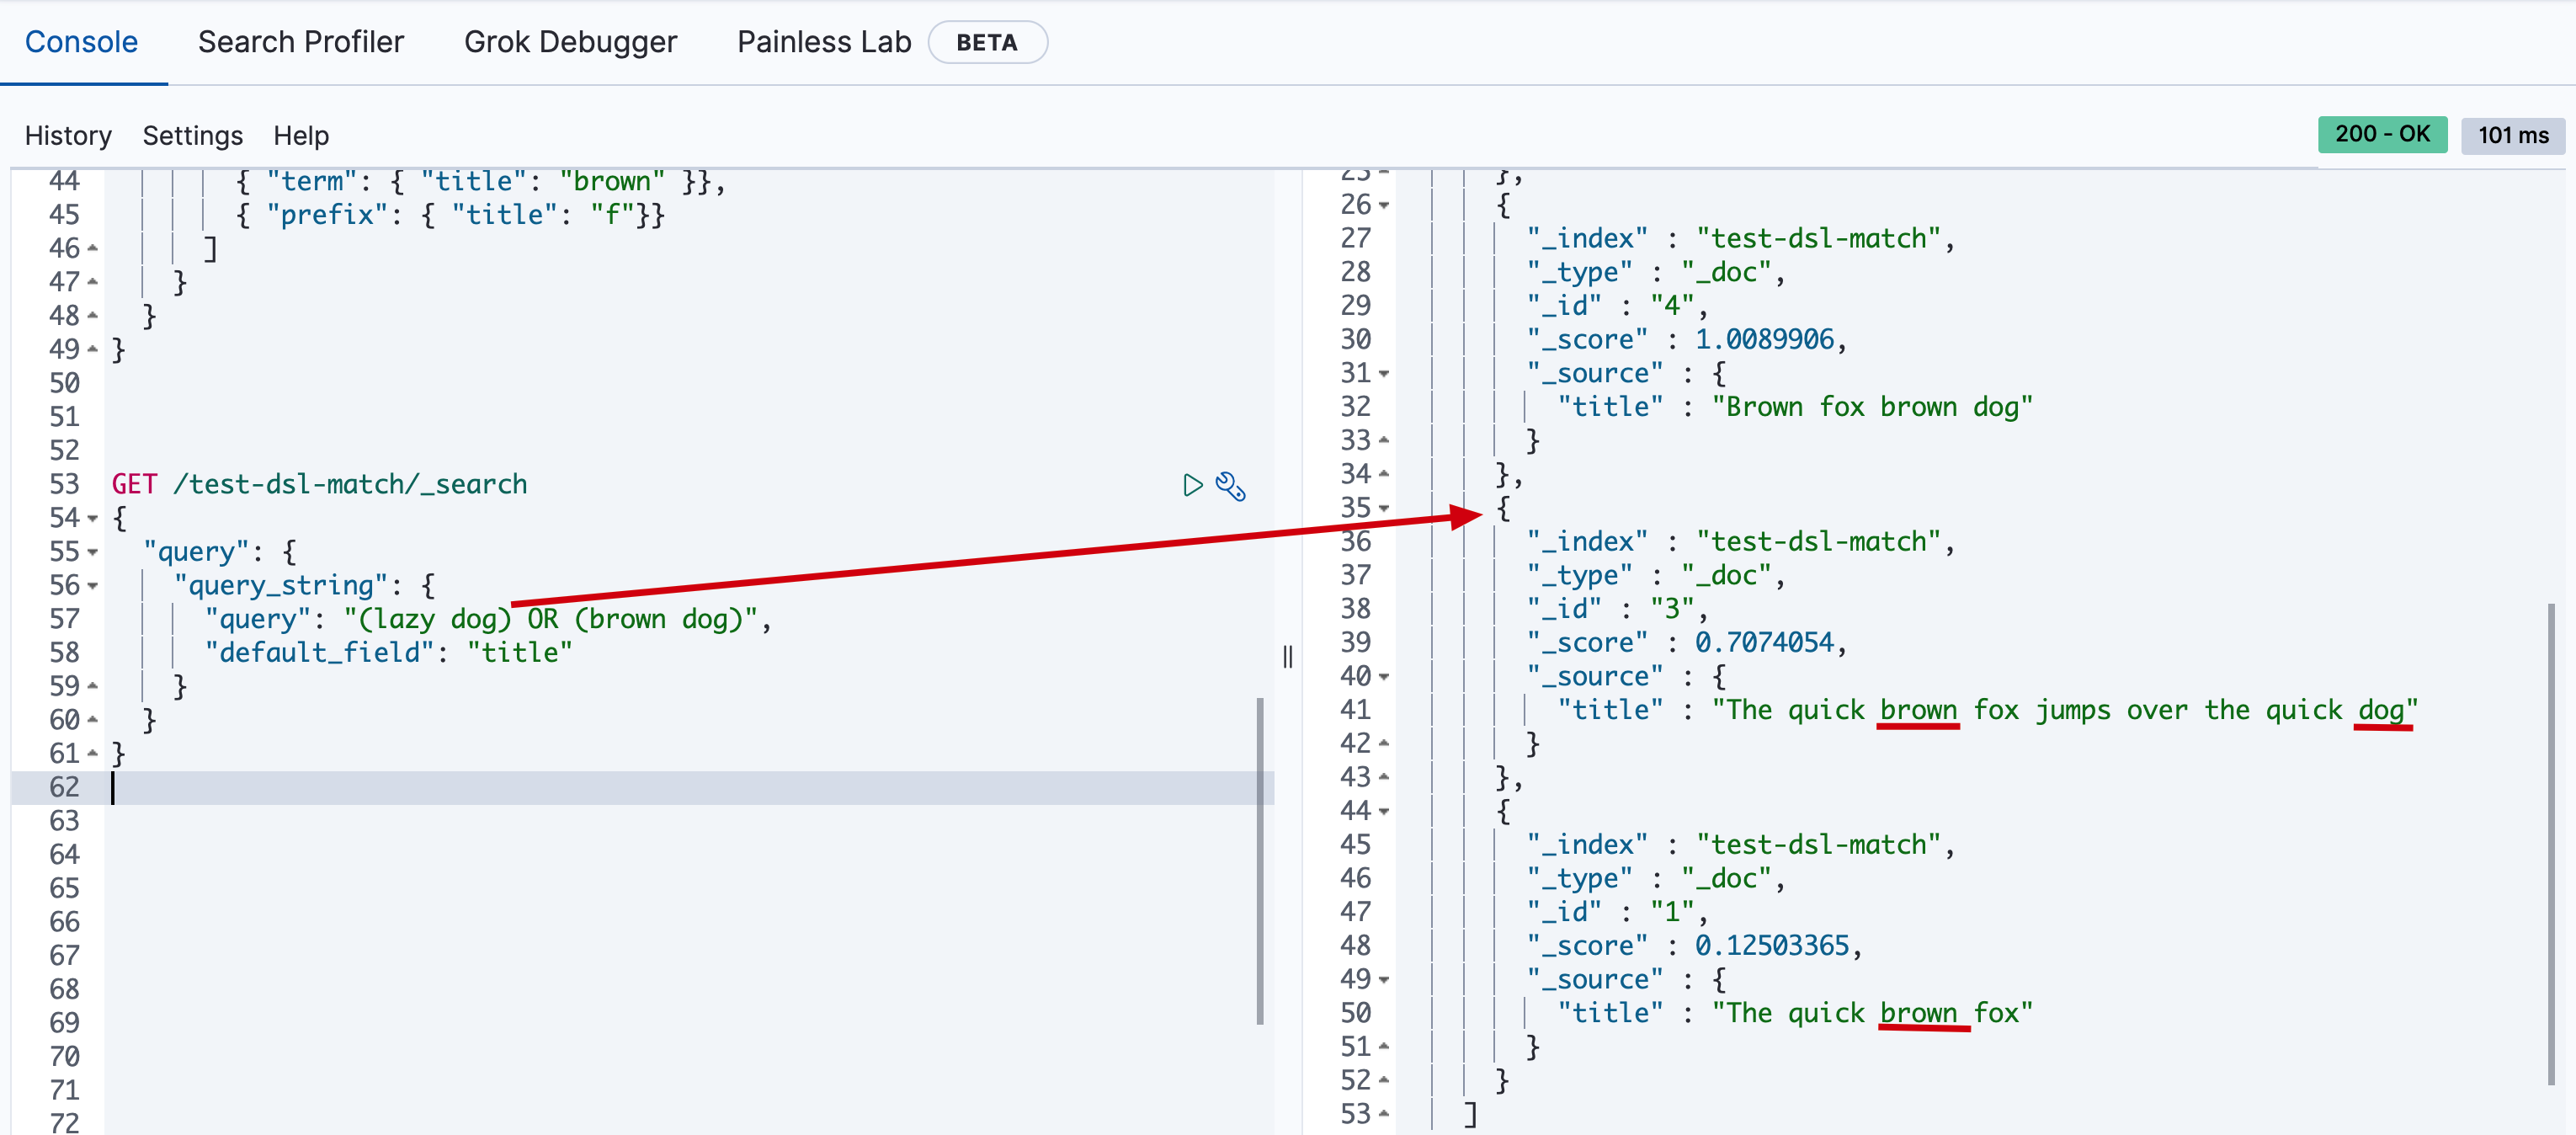 Console Search Profiler Grok Debugger Painless Lab BETA
History Settings Help 200 - OK 101 ms
44 { "term": { "title": "brown" }},
45 { "prefix": { "title": "f"}}
46 ]
47 }
48 }
49 }
50
51
52
53 GET /test-dsl-match/_search
54 {
55 "query": {
56 "query_string": {
57 "query": "(lazy dog) OR (brown dog)",
58 "default_field": "title"
59 }
60 }
61 }
62
63
64
65
66
67
68
69
70
71
72
25 },
26 {
27 "_index" : "test-dsl-match",
28 "_type" : "_doc",
29 "_id" : "4",
30 "_score" : 1.0089906,
31 "_source" : {
32 "title" : "Brown fox brown dog"
33 }
34 },
35 {
36 "_index" : "test-dsl-match",
37 "_type" : "_doc",
38 "_id" : "3",
39 "_score" : 0.7074054,
40 "_source" : {
41 "title" : "The quick brown fox jumps over the quick dog"
42 }
43 },
44 {
45 "_index" : "test-dsl-match",
46 "_type" : "_doc",
47 "_id" : "1",
48 "_score" : 0.12503365,
49 "_source" : {
50 "title" : "The quick brown fox"
51 }
52 }
53 ]